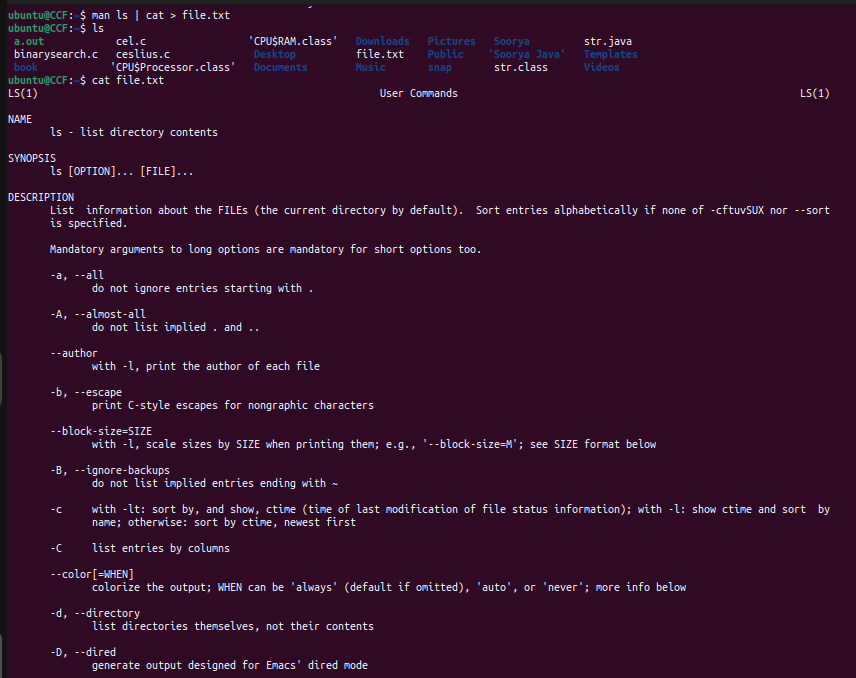 ubuntu@CCF:~$ man ls | cat > file.txt
ubuntu@CCF:~$ ls
a.out cel.c 'CPU$RAM.class' Downloads Pictures Soorya str.java
binarysearch.c ceslius.c Desktop file.txt Public 'Soorya Java' Templates
book 'CPU$Processor.class' Documents Music snap str.class Videos
ubuntu@CCF:~$ cat file.txt
LS(1) User Commands LS(1)
NAME
ls - list directory contents
SYNOPSIS
ls [OPTION]... [FILE]...
DESCRIPTION
List information about the FILEs (the current directory by default). Sort entries alphabetically if none of -cftuvSUX nor --sort
is specified.
Mandatory arguments to long options are mandatory for short options too.
-a, --all
do not ignore entries starting with .
-A, --almost-all
do not list implied . and ..
--author
with -l, print the author of each file
-b, --escape
print C-style escapes for nongraphic characters
--block-size=SIZE
with -l, scale sizes by SIZE when printing them; e.g., '--block-size=M'; see SIZE format below
-B, --ignore-backups
do not list implied entries ending with ~
-c with -lt: sort by, and show, ctime (time of last modification of file status information); with -l: show ctime and sort by
name; otherwise: sort by ctime, newest first
-C list entries by columns
--color[=WHEN]
colorize the output; WHEN can be 'always' (default if omitted), 'auto', or 'never'; more info below
-d, --directory
list directories themselves, not their contents
-D, --dired
generate output designed for Emacs' dired mode